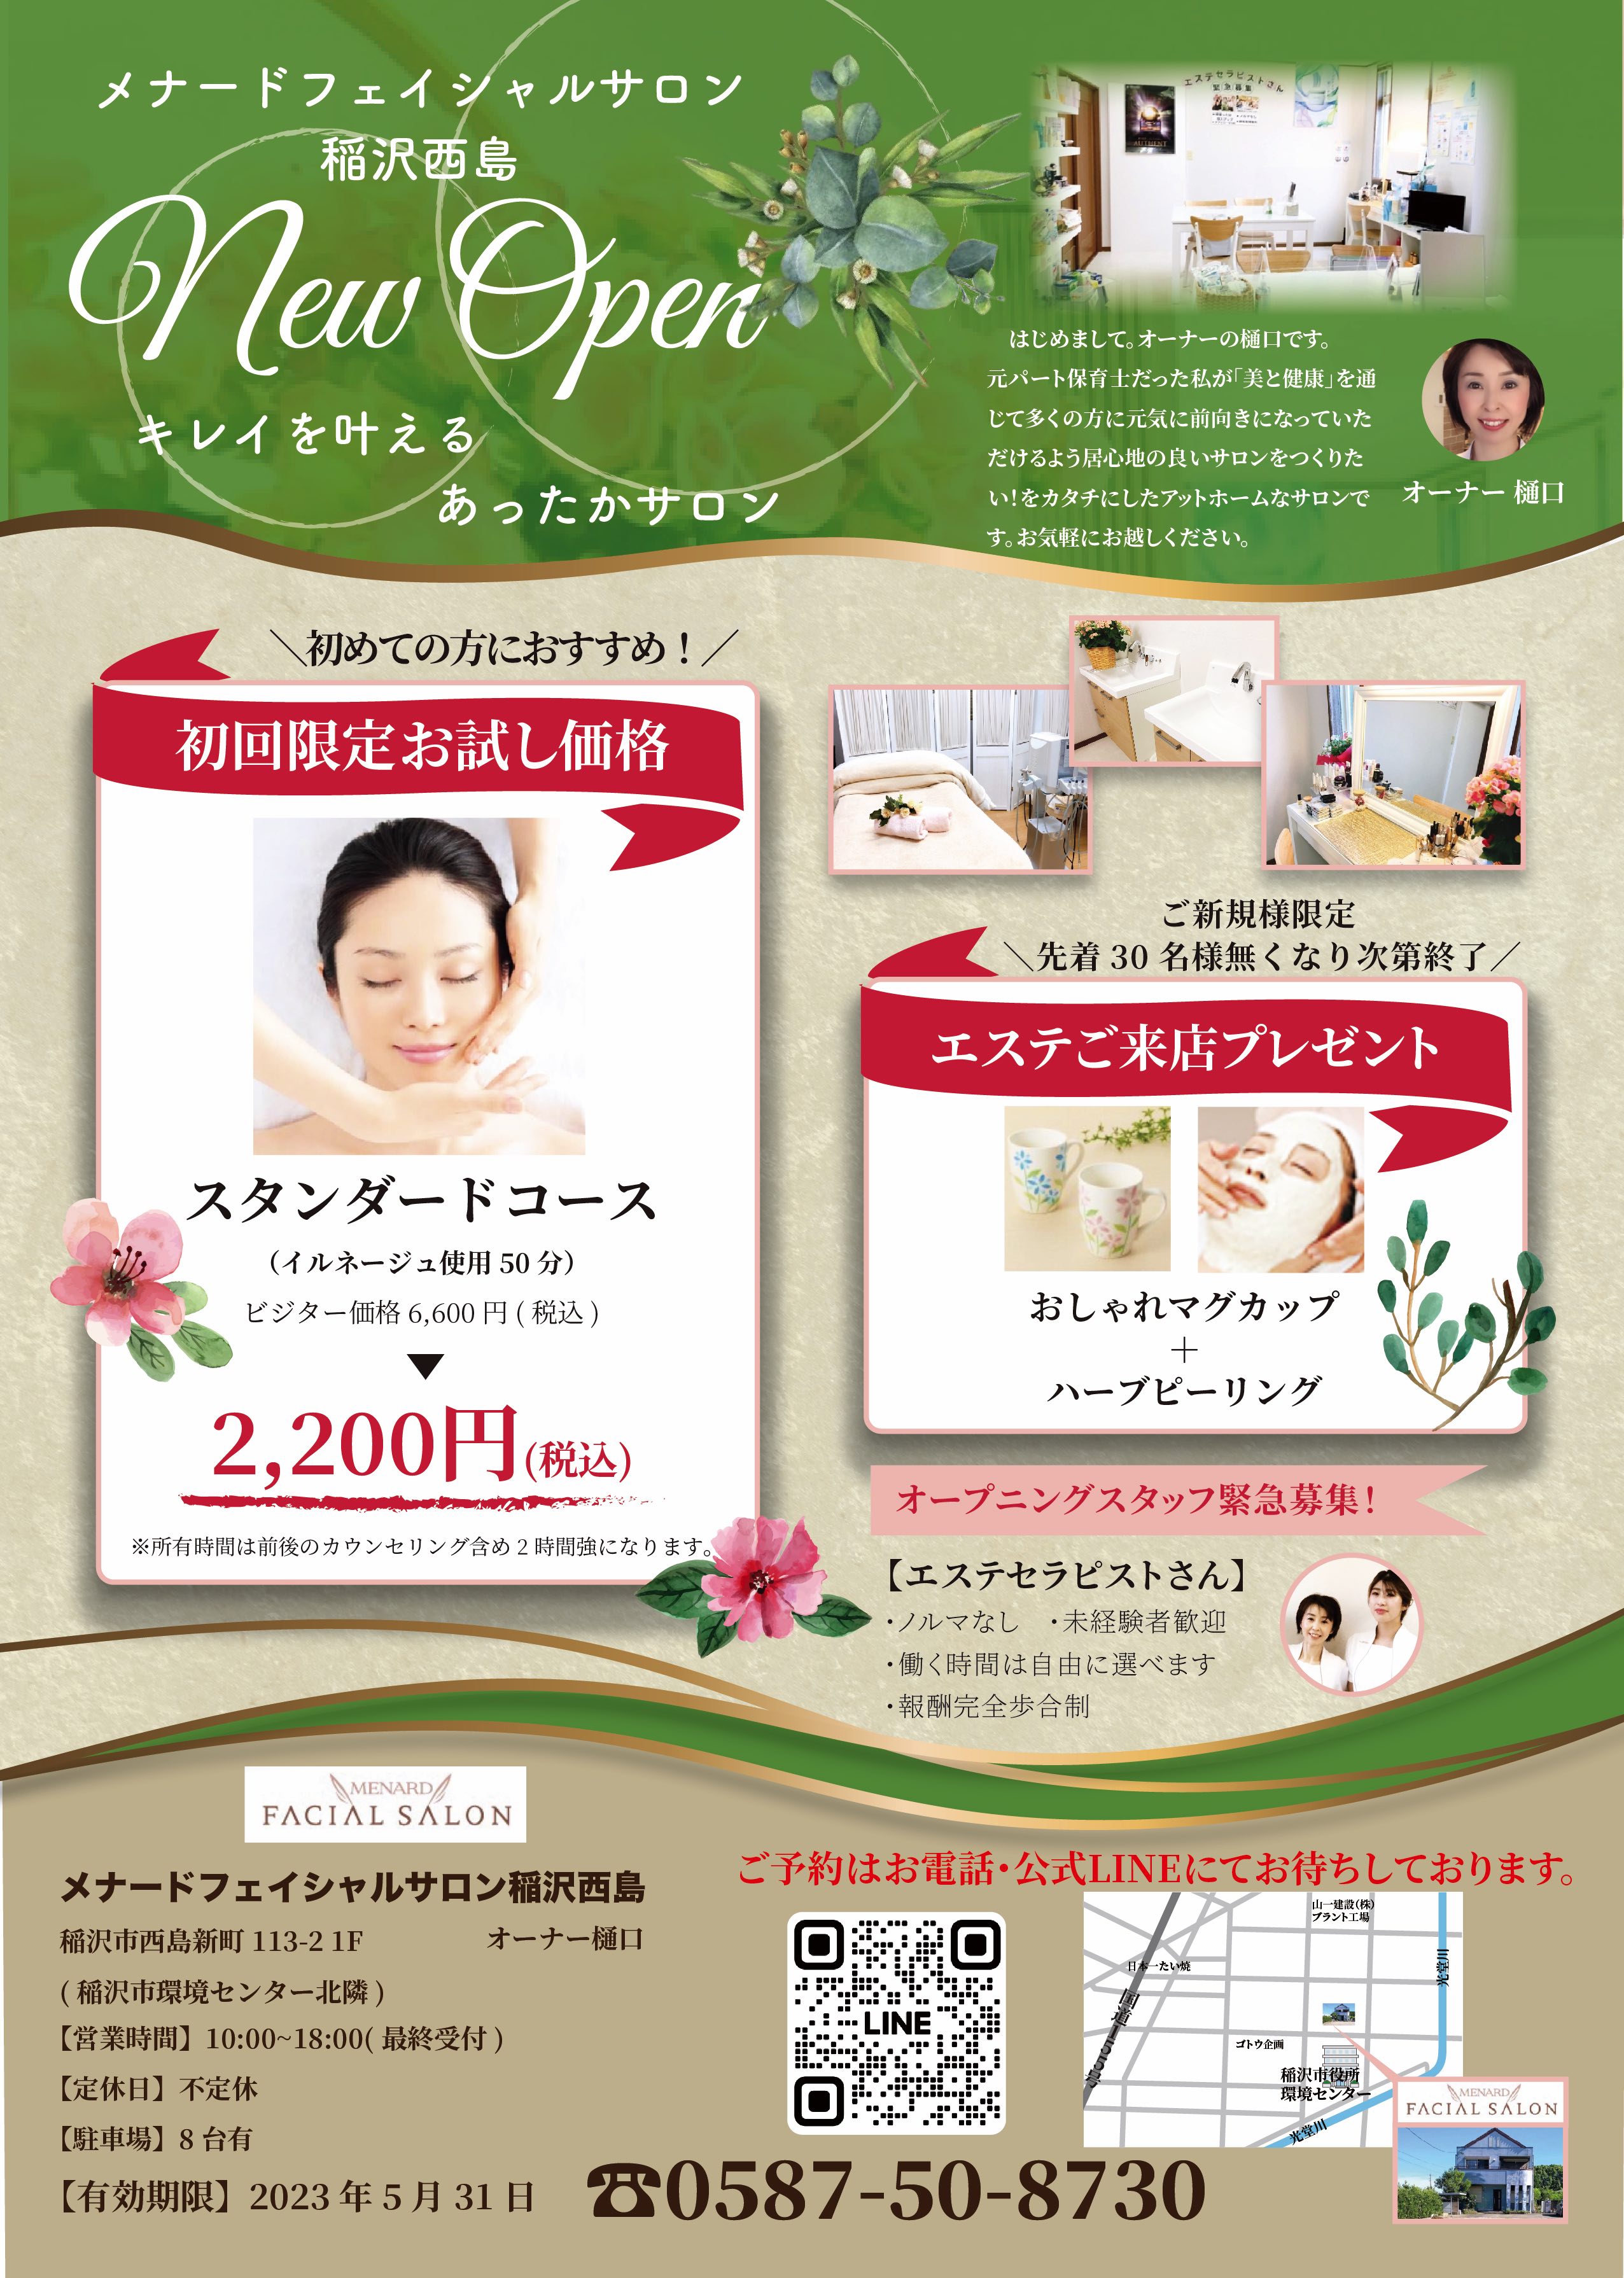 メナードフェイシャルサロン
稲沢西島
New Open
キレイを叶える
あったかサロン
エステセラピストさん
緊急募集
はじめまして。オーナーの樋口です。
元パート保育士だった私が「美と健康」を通
じて多くの方に元気に前向きになっていた
だけるよう居心地の良いサロンをつくりた
い！をカタチにしたアットホームなサロンで
す。お気軽にお越しください。
オーナー 樋口
＼初めての方におすすめ！／
初回限定お試し価格
スタンダードコース
（イルネージュ使用 50 分）
ビジター価格 6,600 円 ( 税込 )
▼
2,200円(税込)
※所有時間は前後のカウンセリング含め 2 時間強になります。
ご新規様限定
＼先着 30 名様無くなり次第終了／
エステご来店プレゼント
おしゃれマグカップ
＋
ハーブピーリング
オープニングスタッフ緊急募集！
【エステセラピストさん】
・ノルマなし ・未経験者歓迎
・働く時間は自由に選べます
・報酬完全歩合制
MENARD
FACIAL SALON
メナードフェイシャルサロン稲沢西島
稲沢市西島新町 113-2 1F オーナー樋口
( 稲沢市環境センター北隣 )
【営業時間】10:00~18:00( 最終受付 )
【定休日】不定休
【駐車場】8 台有
【有効期限】2023 年 5 月 31 日
ご予約はお電話・公式LINEにてお待ちしております。
LINE
山一建設(株)
プラント工場
日本一たい焼
光堂川
国道155号
ゴトウ企画
稲沢市役所
環境センター
光堂川
MENARD
FACIAL SALON
☎0587-50-8730